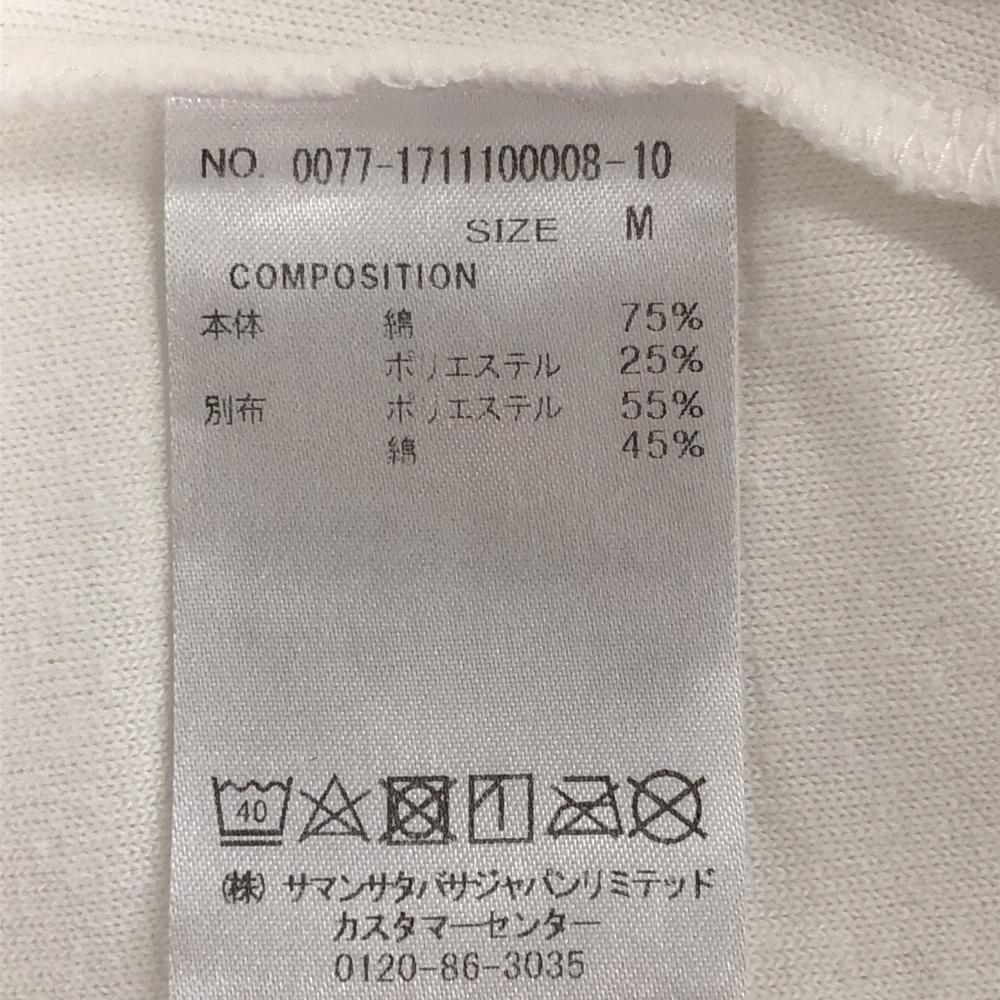 NO. 0077-1711100008-10
SIZE M
COMPOSITION
本体 綿 75%
ポリエステル 25%
別布 ポリエステル 55%
綿 45%
40
㈱ サマンサタバサジャパンリミテッド
カスタマーセンター
0120-86-3035